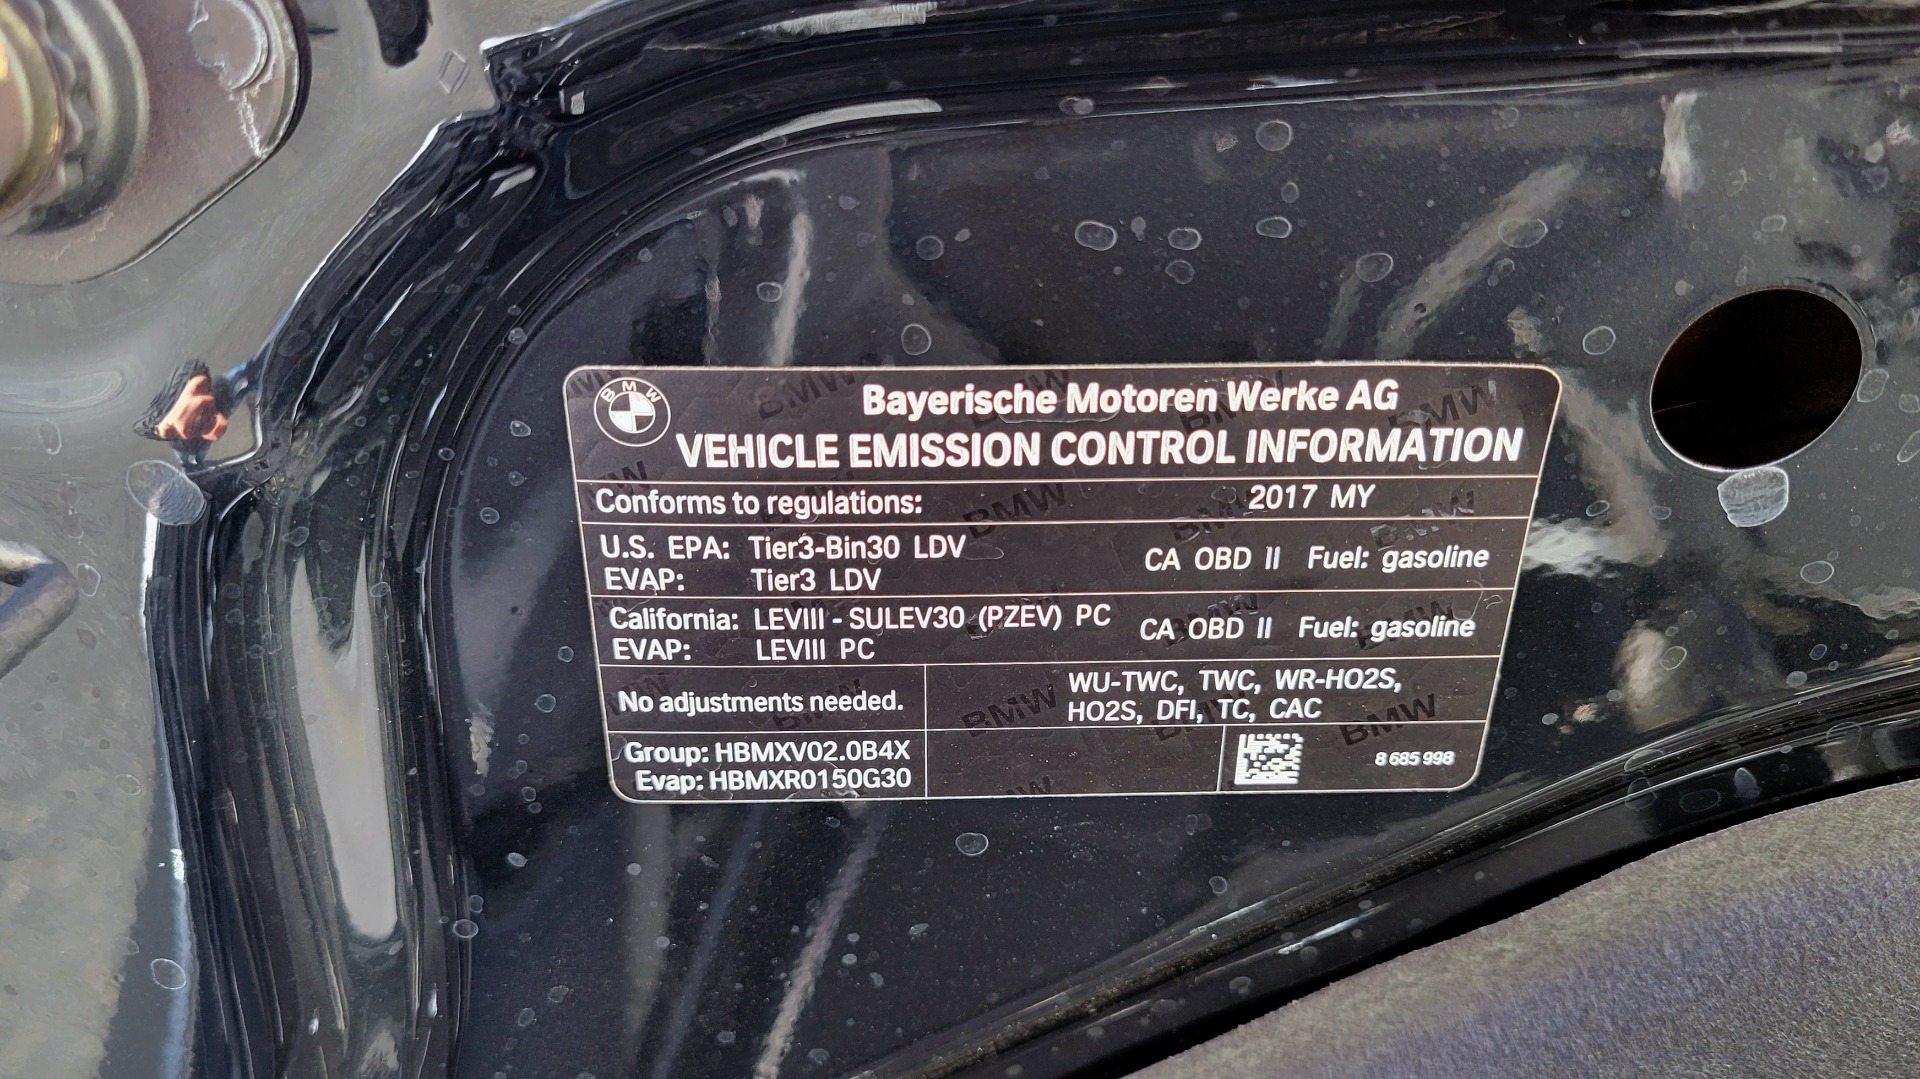 BMW
Bayerische Motoren Werke AG
VEHICLE EMISSION CONTROL INFORMATION
Conforms to regulations: 2017 MY
U.S. EPA: Tier3-Bin30 LDV
EVAP: Tier3 LDV
CA OBD II Fuel: gasoline
California: LEVIII - SULEV30 (PZEV) PC
EVAP: LEVIII PC
CA OBD II Fuel: gasoline
No adjustments needed.
WU-TWC, TWC, WR-HO2S,
HO2S, DFI, TC, CAC
Group: HBMXV02.0B4X
Evap: HBMXR0150G30
8 685 998